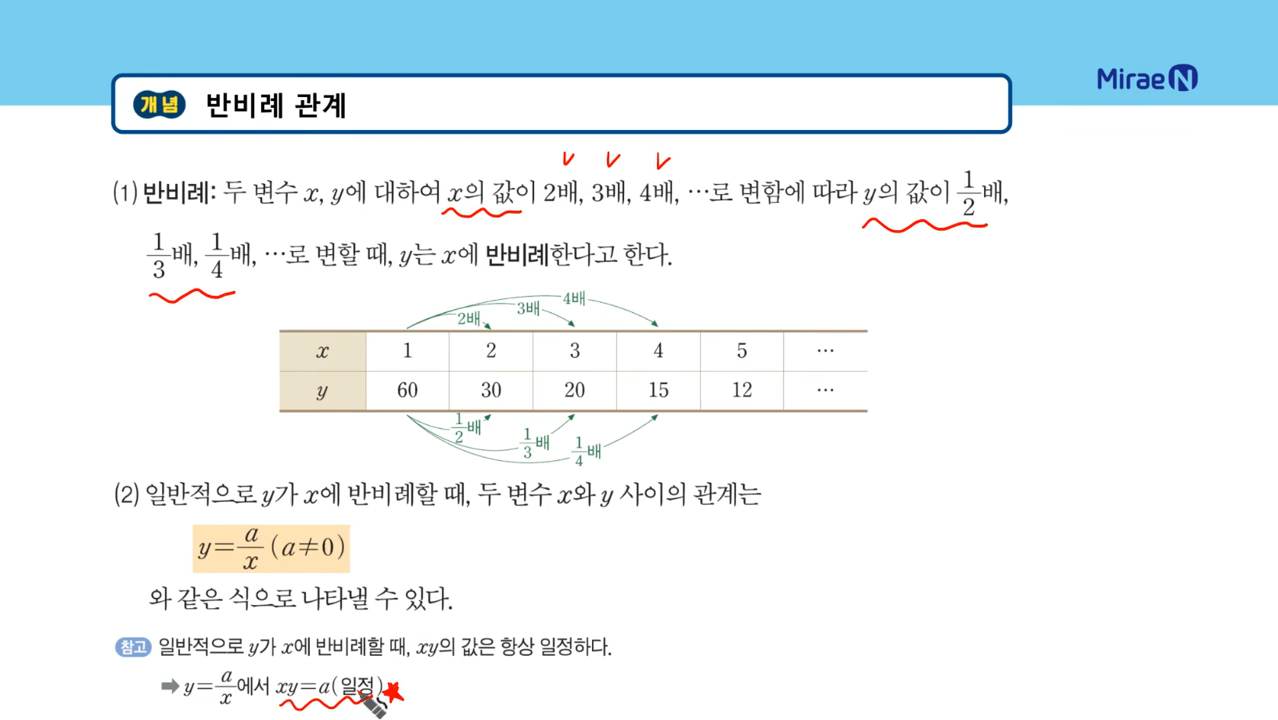 Mirae N
개념 반비례 관계
(1) 반비례: 두 변수 x, y에 대하여 x의 값이 2배, 3배, 4배, …로 변함에 따라 y의 값이 1/2배,
1/3배, 1/4배, …로 변할 때, y는 x에 반비례한다고 한다.
2배 3배 4배
x 1 2 3 4 5 …
y 60 30 20 15 12 …
1/2배 1/3배 1/4배
(2) 일반적으로 y가 x에 반비례할 때, 두 변수 x와 y 사이의 관계는
y=a/x (a≠0)
와 같은 식으로 나타낼 수 있다.
참고 일반적으로 y가 x에 반비례할 때, xy의 값은 항상 일정하다.
➡ y=a/x에서 xy=a(일정)